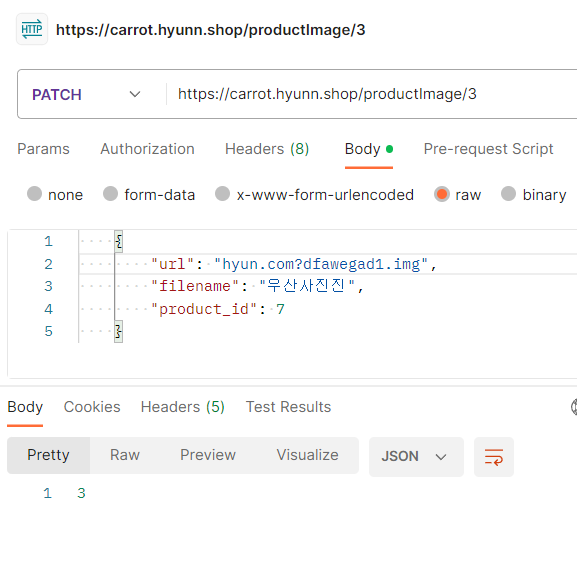 HTTP https://carrot.hyunn.shop/productImage/3
PATCH https://carrot.hyunn.shop/productImage/3
Params Authorization Headers (8) Body Pre-request Script
none form-data x-www-form-urlencoded raw binary
1 {
2 "url": "hyun.com?dfawegad1.img",
3 "filename": "우산사진진",
4 "product_id": 7
5 }
Body Cookies Headers (5) Test Results
Pretty Raw Preview Visualize JSON
1 3